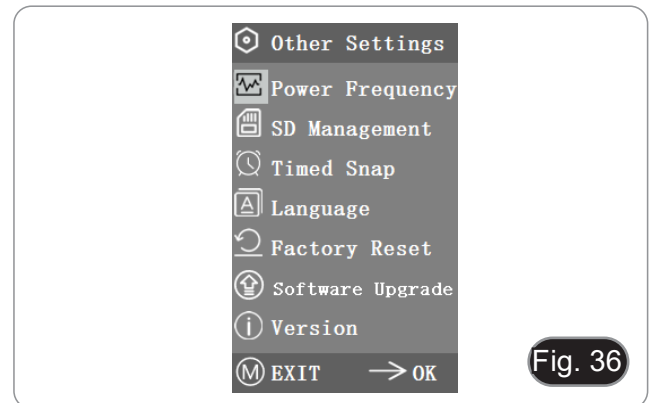 Other Settings
Power Frequency
SD Management
Timed Snap
A Language
Factory Reset
Software Upgrade
i Version
M EXIT → OK
Fig. 36